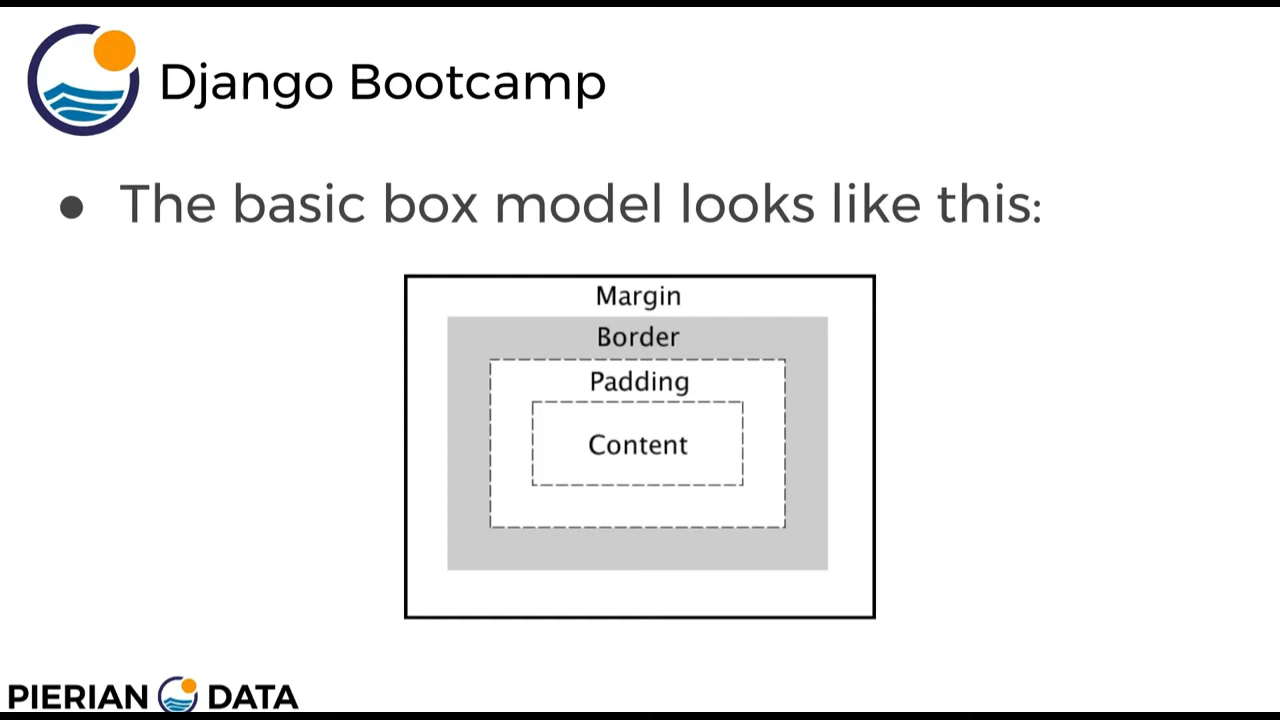 Django Bootcamp
● The basic box model looks like this:
Margin
Border
Padding
Content
PIERIAN DATA